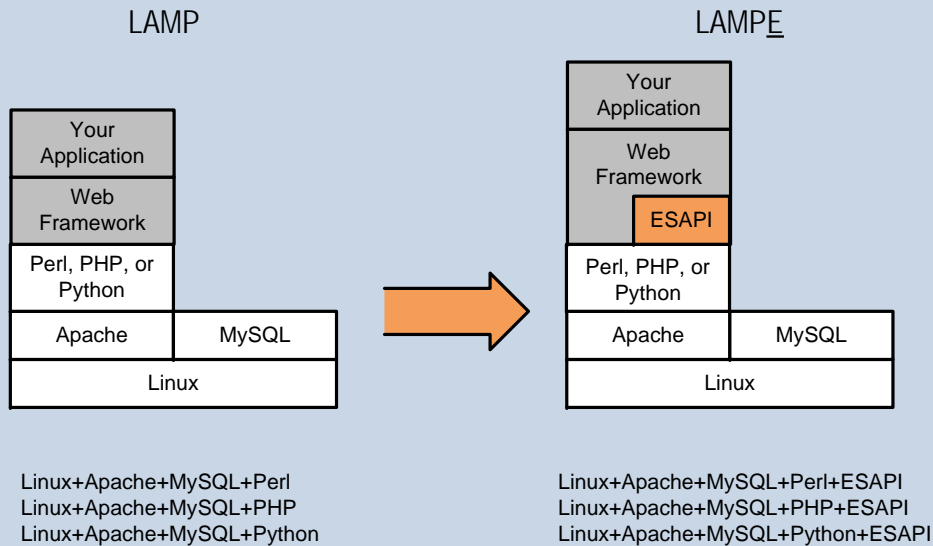 LAMP
Your
Application
Web
Framework
Perl, PHP, or
Python
Apache
MySQL
Linux
Linux+Apache+MySQL+Perl
Linux+Apache+MySQL+PHP
Linux+Apache+MySQL+Python
LAMPE
Your
Application
Web
Framework
ESAPI
Perl, PHP, or
Python
Apache
MySQL
Linux
Linux+Apache+MySQL+Perl+ESAPI
Linux+Apache+MySQL+PHP+ESAPI
Linux+Apache+MySQL+Python+ESAPI